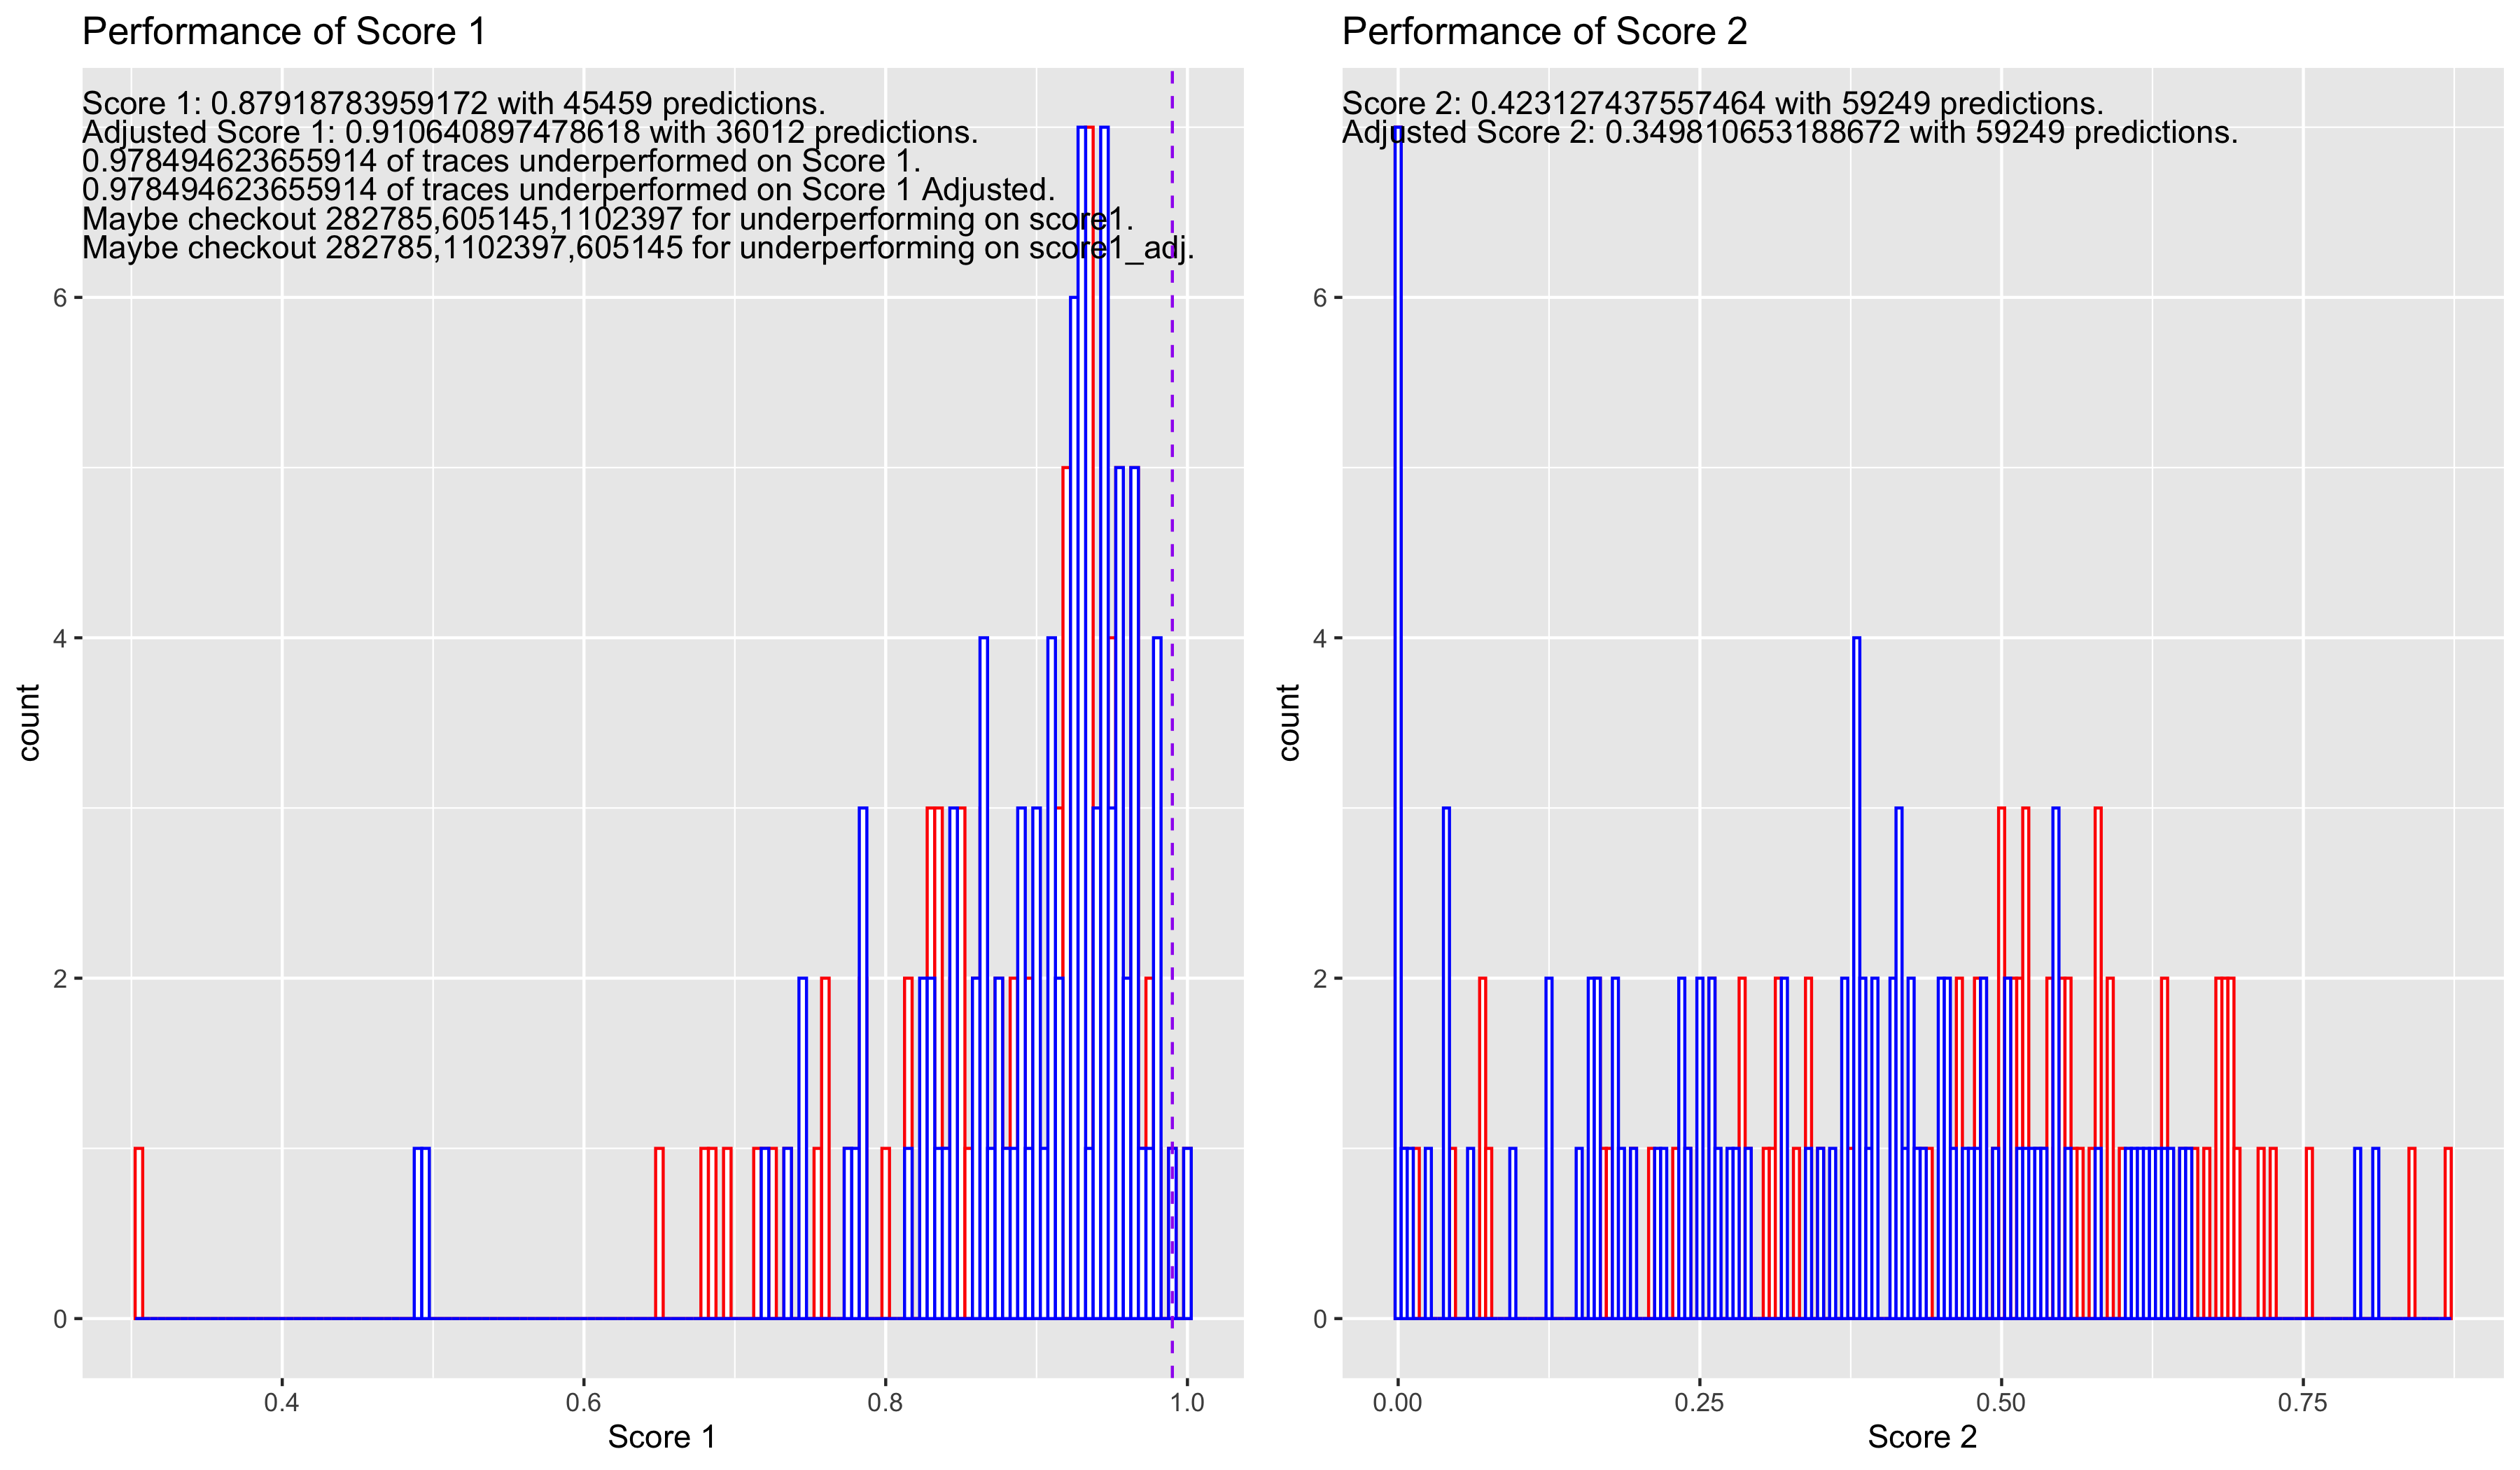 Performance of Score 1
Score 1: 0.87918783959172 with 45459 predictions.
Adjusted Score 1: 0.910640897478618 with 36012 predictions.
0.978494623655914 of traces underperformed on Score 1.
0.978494623655914 of traces underperformed on Score 1 Adjusted.
Maybe checkout 282785,605145,1102397 for underperforming on score1.
Maybe checkout 282785,1102397,605145 for underperforming on score1_adj.
6
4
2
0
count
0.4 0.6 0.8 1.0
Score 1
Performance of Score 2
Score 2: 0.423127437557464 with 59249 predictions.
Adjusted Score 2: 0.349810653188672 with 59249 predictions.
6
4
2
0
count
0.00 0.25 0.50 0.75
Score 2